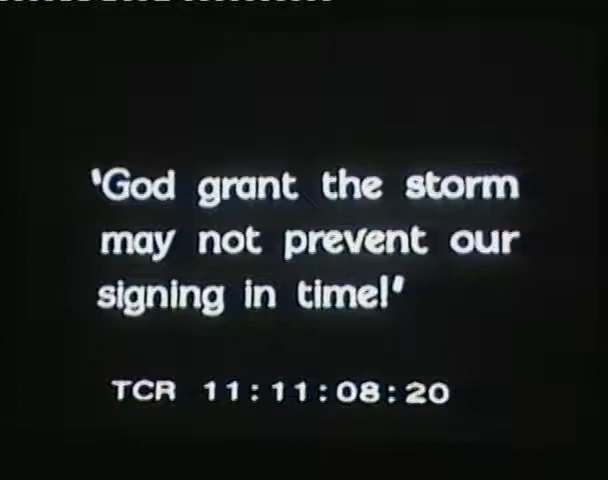 'God grant the storm
may not prevent our
signing in time!'
TCR 11:11:08:20